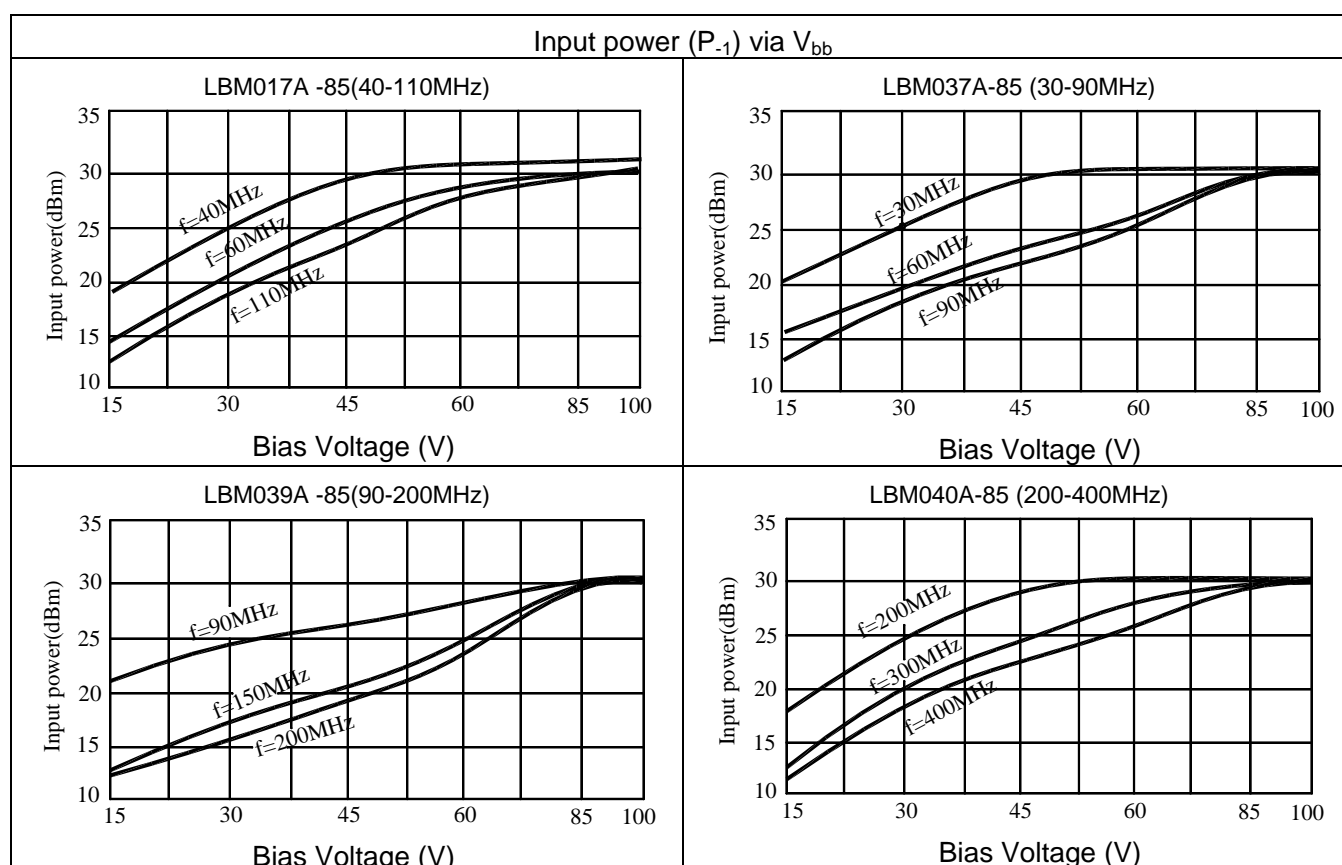 Input power (P-1) via Vbb
LBM017A -85(40-110MHz)
35
30
25
20
15
10
Input power(dBm)
f=40MHz
f=60MHz
f=110MHz
15 30 45 60 85 100
Bias Voltage (V)
LBM037A-85 (30-90MHz)
35
30
25
20
15
10
Input power(dBm)
f=30MHz
f=60MHz
f=90MHz
15 30 45 60 85 100
Bias Voltage (V)
LBM039A -85(90-200MHz)
35
30
25
20
15
10
Input power(dBm)
f=90MHz
f=150MHz
f=200MHz
15 30 45 60 85 100
Bias Voltage (V)
LBM040A-85 (200-400MHz)
35
30
25
20
15
10
Input power(dBm)
f=200MHz
f=300MHz
f=400MHz
15 30 45 60 85 100
Bias Voltage (V)